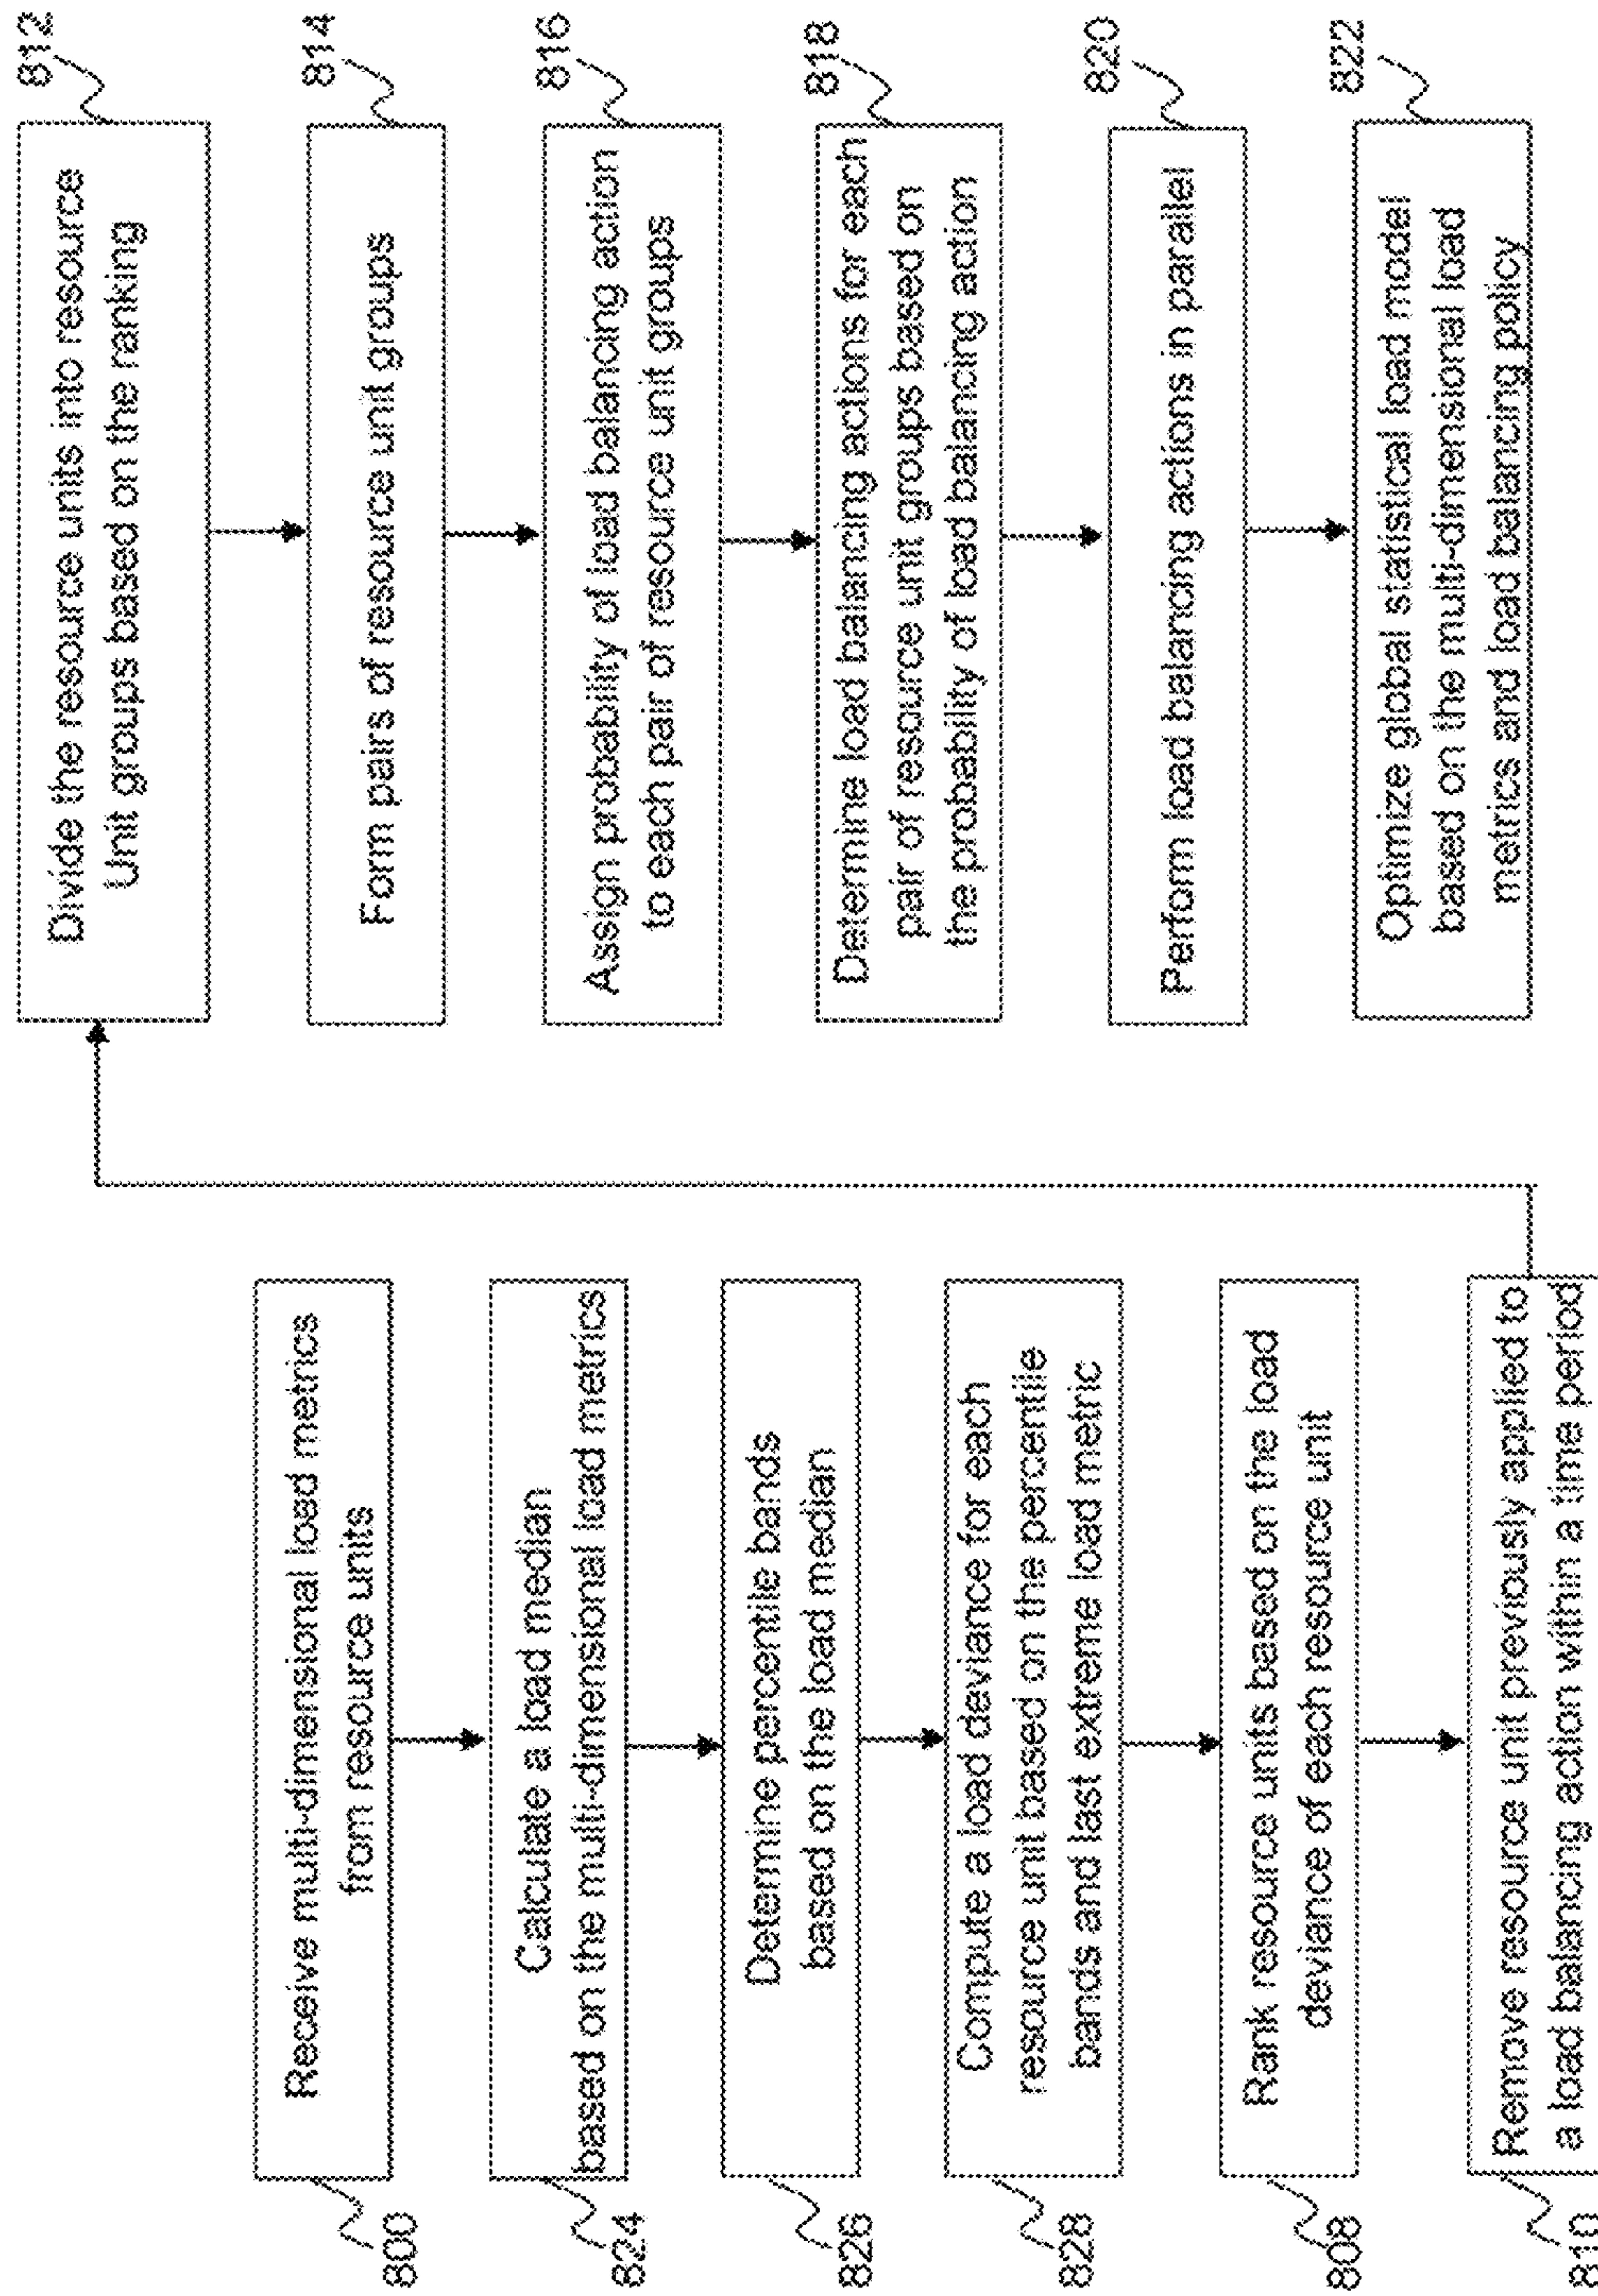 800
Receive multi-dimensional load metrics
from resource units
824
Calculate a load median
based on the multi-dimensional load metrics
826
Determine percentile bands
based on the load median
828
Compute a load deviance for each
resource unit based on the percentile
bands and last extreme load metric
808
Rank resource units based on the load
deviance of each resource unit
810
Remove resource unit previously applied to
a load balancing action within a time period
812
Divide the resource units into resource
Unit groups based on the ranking
814
Form pairs of resource unit groups
816
Assign probability of load balancing action
to each pair of resource unit groups
818
Determine load balancing actions for each
pair of resource unit groups based on
the probability of load balancing action
820
Perform load balancing actions in parallel
822
Optimize global statistical load model
based on the multi-dimensional load
metrics and load balancing policy